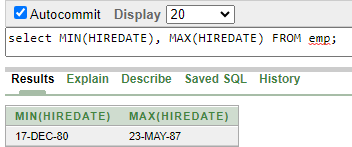 Autocommit Display 20
select MIN(HIREDATE), MAX(HIREDATE) FROM emp;
Results Explain Describe Saved SQL History
MIN(HIREDATE) MAX(HIREDATE)
17-DEC-80 23-MAY-87